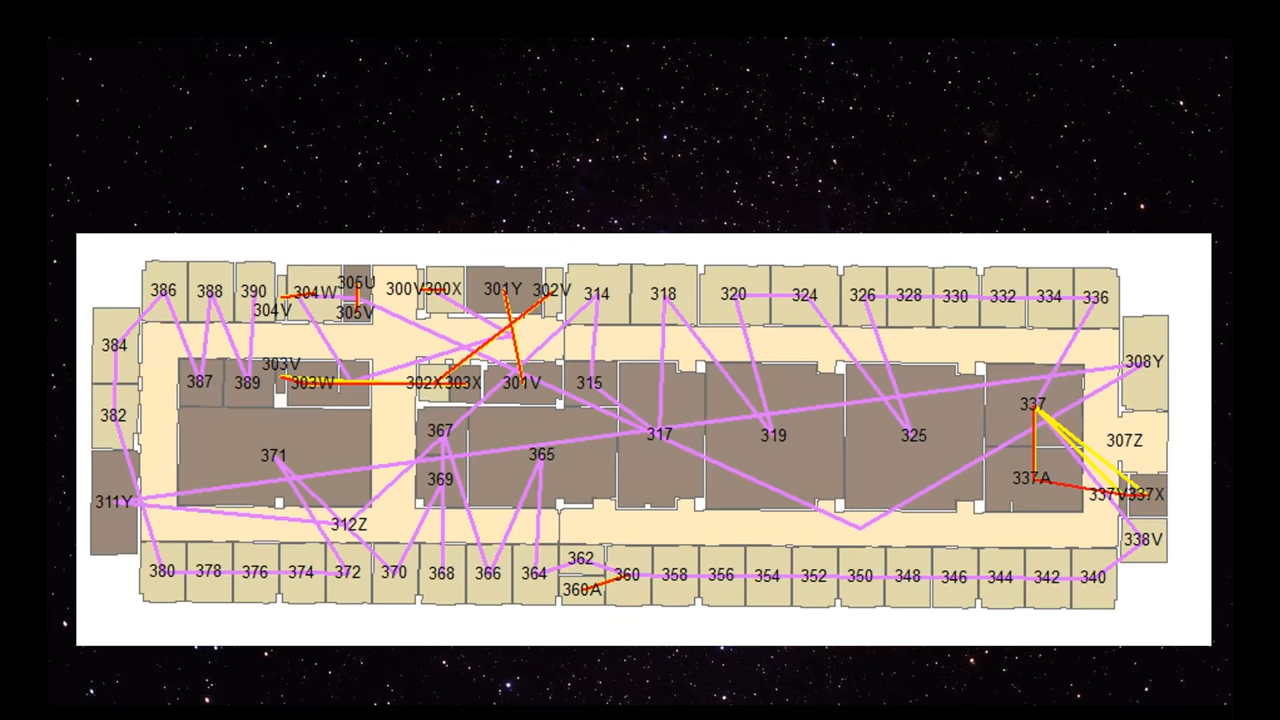 386 388 390 304W 305U 300V 300X 301Y 302V 314 318 320 324 326 328 330 332 334 336
304V 305V
384 303V 308Y
387 389 303W 302X 303X 301V 315
382 337
367 317 319 325 307Z
371 365
369 337A
311Y 337V 337X
312Z 338V
362
380 378 376 374 372 370 368 366 364 360 358 356 354 352 350 348 346 344 342 340
360A